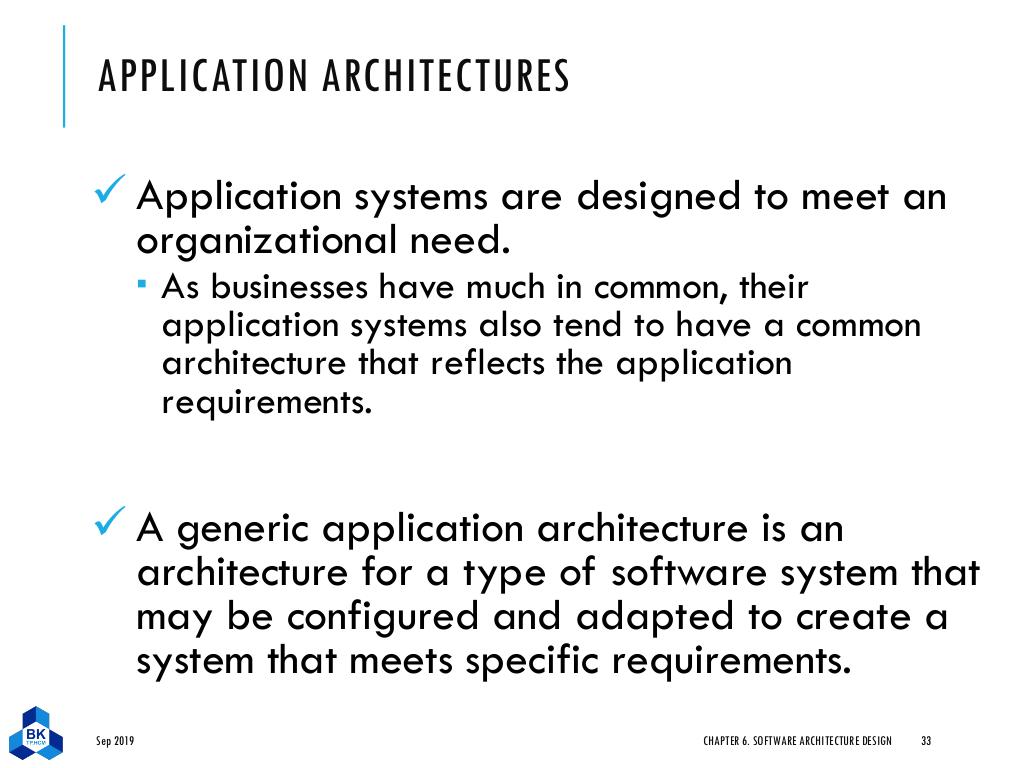 APPLICATION ARCHITECTURES
✓ Application systems are designed to meet an
organizational need.
▪ As businesses have much in common, their
application systems also tend to have a common
architecture that reflects the application
requirements.
✓ A generic application architecture is an
architecture for a type of software system that
may be configured and adapted to create a
system that meets specific requirements.
BK
TP.HCM
Sep 2019 CHAPTER 6. SOFTWARE ARCHITECTURE DESIGN 33